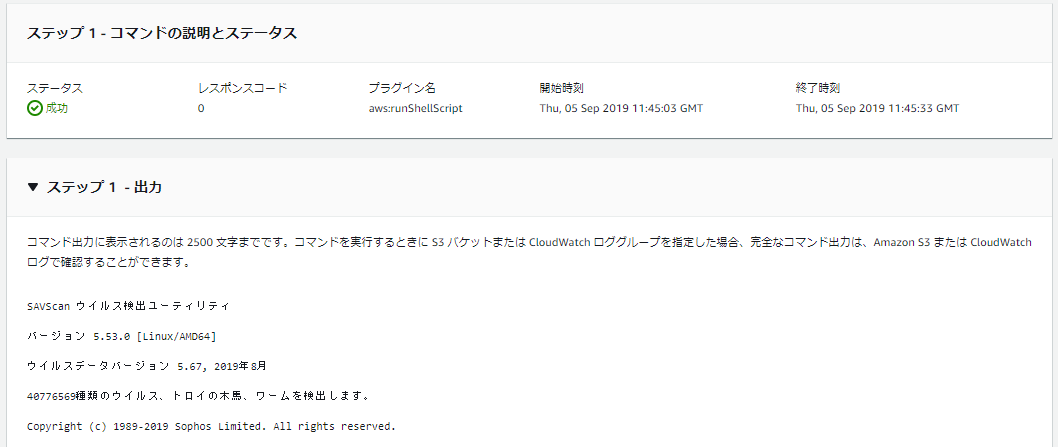 ステップ 1 - コマンドの説明とステータス
ステータス レスポンスコード プラグイン名 開始時刻 終了時刻
成功 0 aws:runShellScript Thu, 05 Sep 2019 11:45:03 GMT Thu, 05 Sep 2019 11:45:33 GMT
▼ ステップ 1 - 出力
コマンド出力に表示されるのは 2500 文字までです。コマンドを実行するときに S3 バケットまたは CloudWatch ロググループを指定した場合、完全なコマンド出力は、Amazon S3 または CloudWatch
ログで確認することができます。
SAVScan ウイルス検出ユーティリティ
バージョン 5.53.0 [Linux/AMD64]
ウイルスデータバージョン 5.67, 2019年8月
40776569種類のウイルス、トロイの木馬、ワームを検出します。
Copyright (c) 1989-2019 Sophos Limited. All rights reserved.